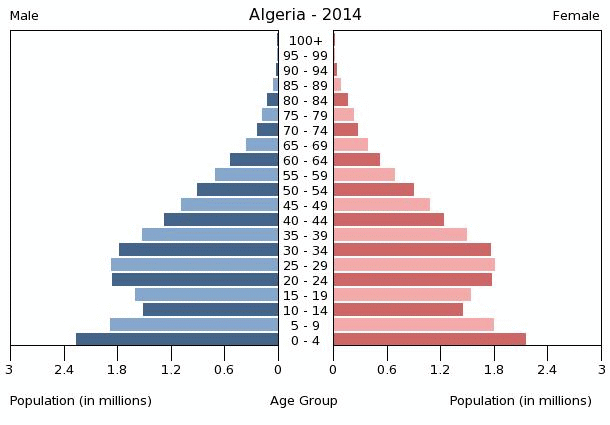 Male Algeria - 2014 Female
100+
95 - 99
90 - 94
85 - 89
80 - 84
75 - 79
70 - 74
65 - 69
60 - 64
55 - 59
50 - 54
45 - 49
40 - 44
35 - 39
30 - 34
25 - 29
20 - 24
15 - 19
10 - 14
5 - 9
0 - 4
3 2.4 1.8 1.2 0.6 0 0 0.6 1.2 1.8 2.4 3
Population (in millions) Age Group Population (in millions)